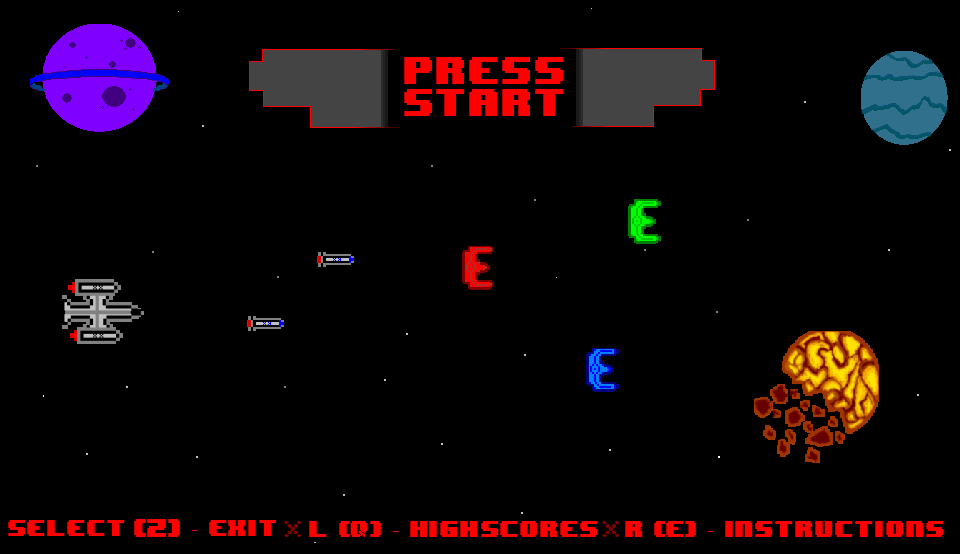 PRESS
START
SELECT (Z) - EXIT X L (Q) - HIGHSCORES X R (E) - INSTRUCTIONS